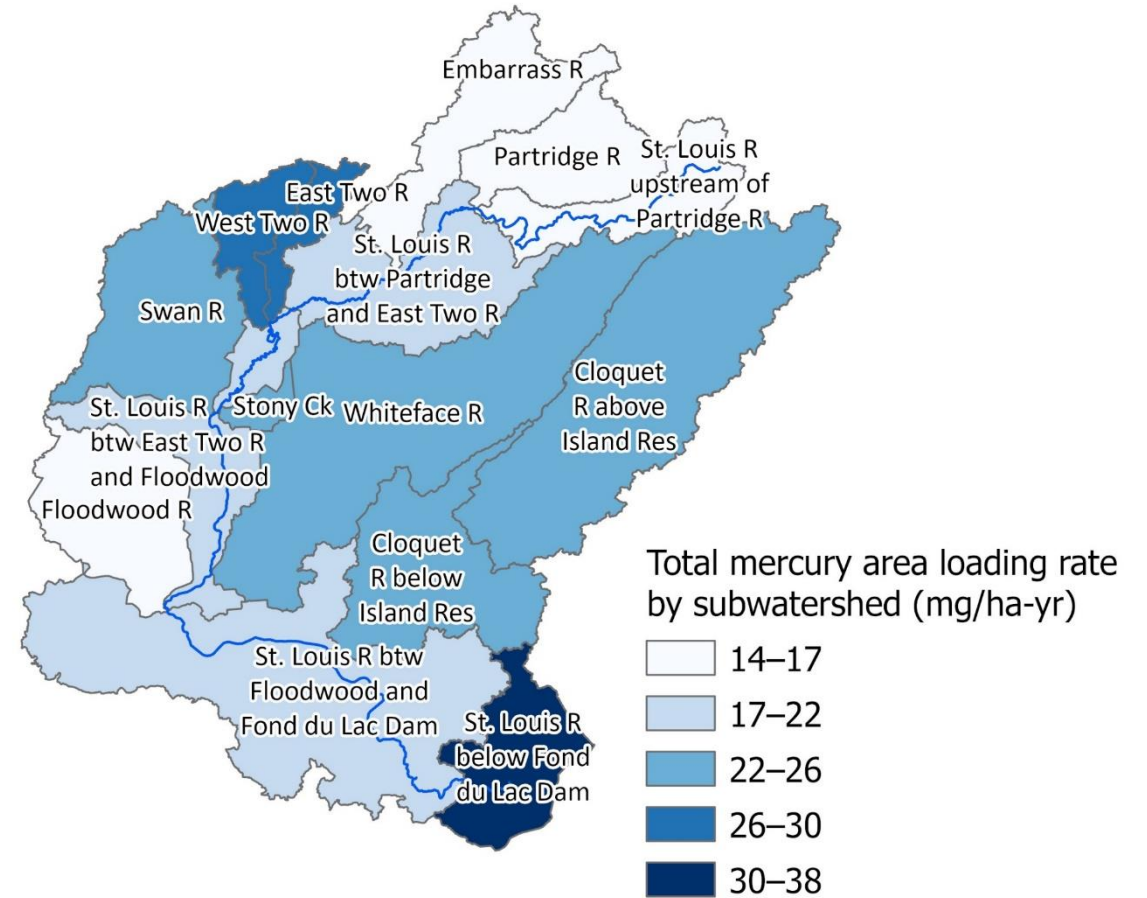 Embarrass R
Partridge R
St. Louis R
upstream of
Partridge R
East Two R
West Two R
St. Louis R
btw Partridge
and East Two R
Swan R
Cloquet
R above
Island Res
St. Louis R
btw East Two R
and Floodwood
Stony Ck
Whiteface R
Floodwood R
Cloquet
R below
Island Res
St. Louis R btw
Floodwood and
Fond du Lac Dam
St. Louis R
below Fond
du Lac Dam
Total mercury area loading rate
by subwatershed (mg/ha-yr)
14–17
17–22
22–26
26–30
30–38